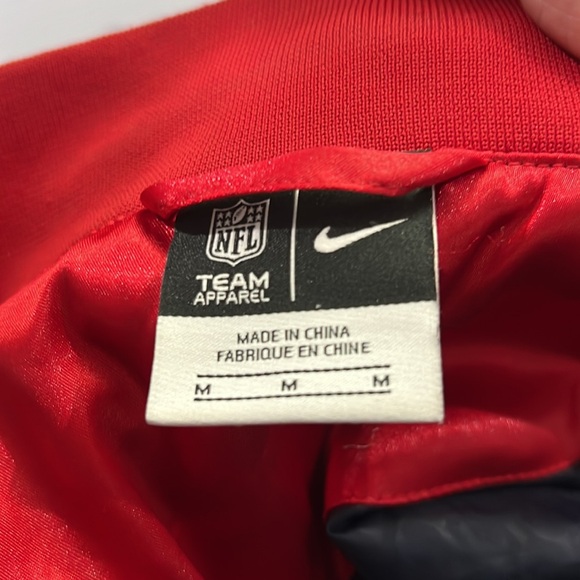 NFL
TEAM
APPAREL
MADE IN CHINA
FABRIQUE EN CHINE
M M M